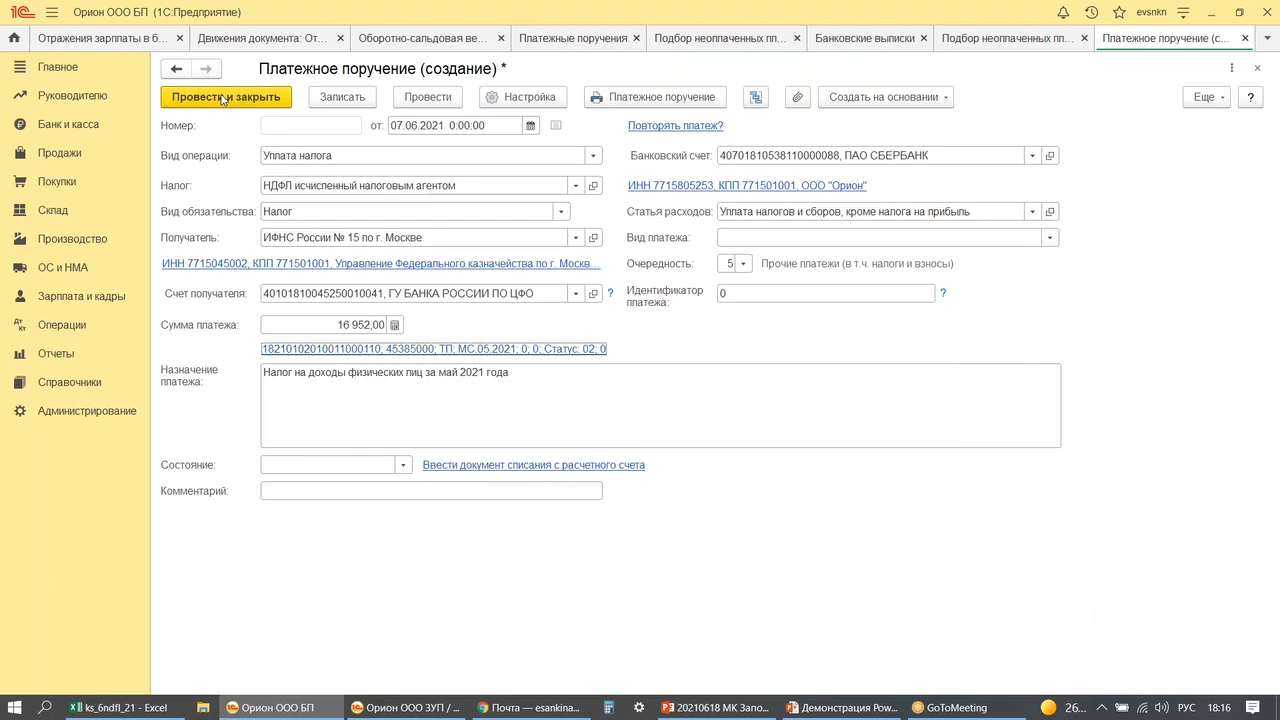 Орион ООО БП (1С:Предприятие)
evsnkn
Отражения зарплаты в б...
Движения документа: От...
Оборотно-сальдовая ве...
Платежные поручения
Подбор неоплаченных пл...
Банковские выписки
Подбор неоплаченных пл...
Платежное поручение (с...
Главное
Руководителю
Банк и касса
Продажи
Покупки
Склад
Производство
ОС и НМА
Зарплата и кадры
Операции
Отчеты
Справочники
Администрирование
Платежное поручение (создание) *
Провести и закрыть
Записать
Провести
Настройка
Платежное поручение
Создать на основании
Еще
?
Номер:
от: 07.06.2021 0:00:00
Повторять платеж?
Вид операции: Уплата налога
Банковский счет: 40701810538110000088, ПАО СБЕРБАНК
Налог: НДФЛ исчисленный налоговым агентом
ИНН 7715805253, КПП 771501001, ООО "Орион"
Вид обязательства: Налог
Статья расходов: Уплата налогов и сборов, кроме налога на прибыль
Получатель: ИФНС России № 15 по г. Москве
Вид платежа:
ИНН 7715045002, КПП 771501001, Управление Федерального казначейства по г. Москв...
Очередность: 5 Прочие платежи (в т.ч. налоги и взносы)
Счет получателя: 40101810045250010041, ГУ БАНКА РОССИИ ПО ЦФО ?
Идентификатор платежа: 0 ?
Сумма платежа: 16 952,00
18210102010011000110; 45385000; ТП; МС.05.2021; 0; 0; Статус: 02; 0
Назначение платежа:
Налог на доходы физических лиц за май 2021 года
Состояние:
Ввести документ списания с расчетного счета
Комментарий:
ks_6ndfl_21 - Excel
Орион ООО БП
Орион ООО ЗУП / ...
Почта — esankina...
20210618 МК Запо...
Демонстрация Pow...
GoToMeeting
26...
РУС
18:16